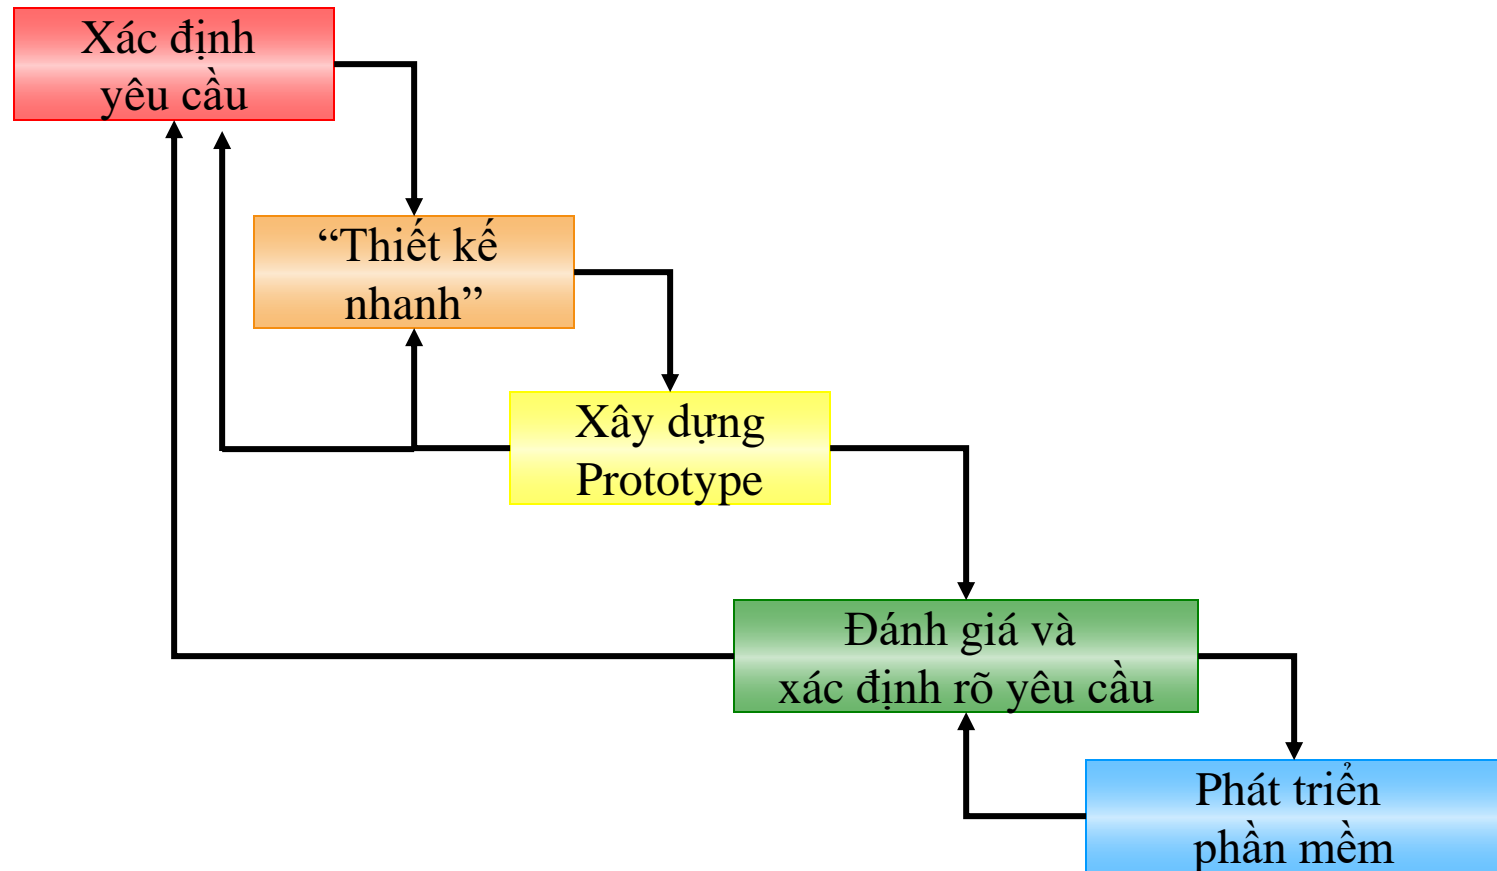 Xác định
yêu cầu
“Thiết kế
nhanh”
Xây dựng
Prototype
Đánh giá và
xác định rõ yêu cầu
Phát triển
phần mềm